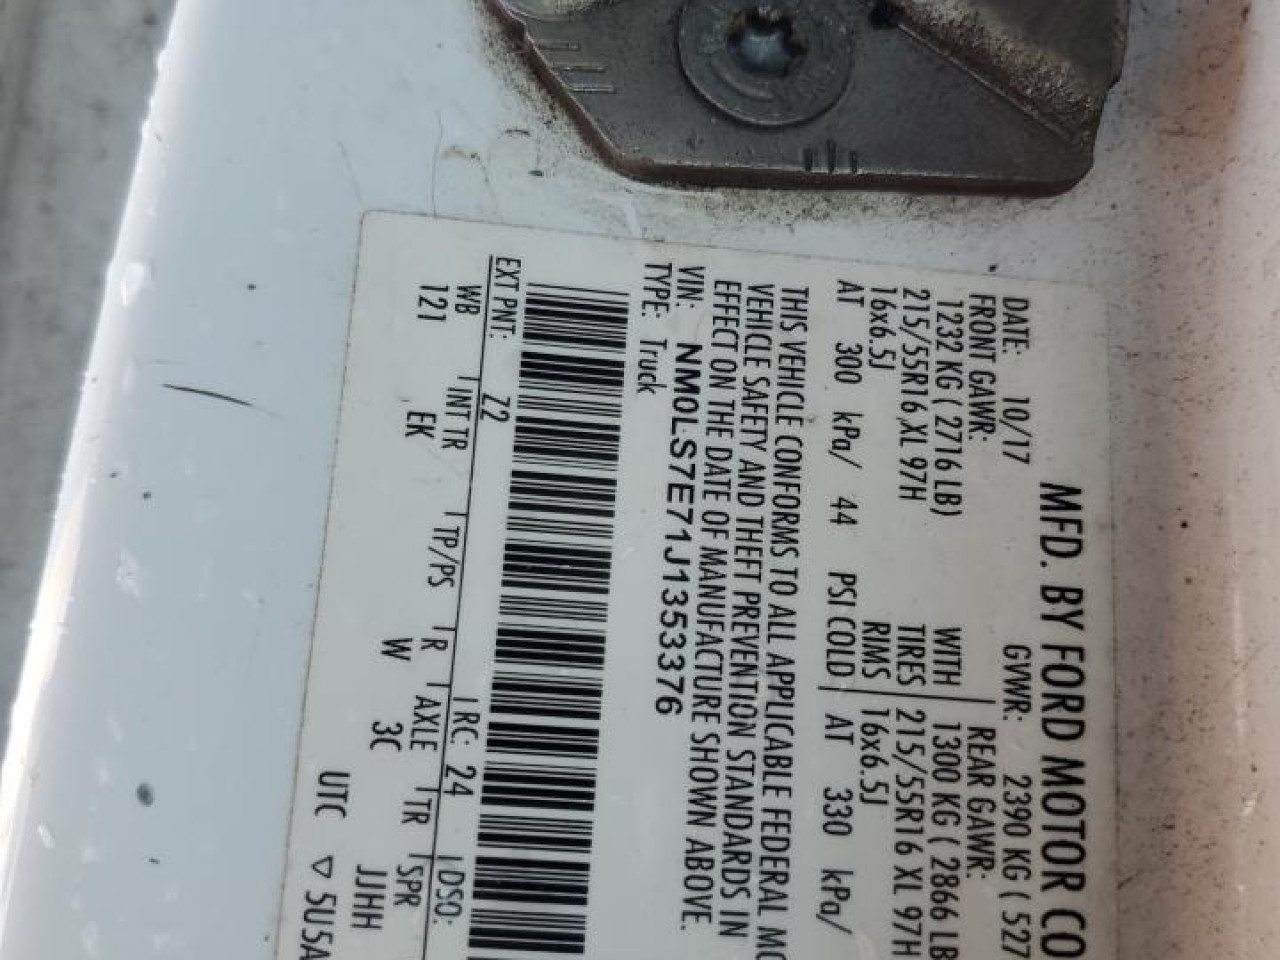 MFD. BY FORD MOTOR CO
DATE: 10/17 GVWR: 2390 KG ( 527
FRONT GAWR: REAR GAWR:
1232 KG ( 2716 LB) WITH 1300 KG ( 2866 LB
215/55R16 XL 97H TIRES 215/55R16 XL 97H
16x6.5J RIMS 16x6.5J
AT 300 kPa/ 44 PSI COLD AT 330 kPa/
THIS VEHICLE CONFORMS TO ALL APPLICABLE FEDERAL MO
VEHICLE SAFETY AND THEFT PREVENTION STANDARDS IN
EFFECT ON THE DATE OF MANUFACTURE SHOWN ABOVE.
VIN: NM0LS7E71J1353376
TYPE: Truck
EXT PNT: Z2 RC: 24 DSO:
WB INT TR TP/PS R AXLE TR SPR
121 EK W 3C JJHH
UTC ▽ 5U5A